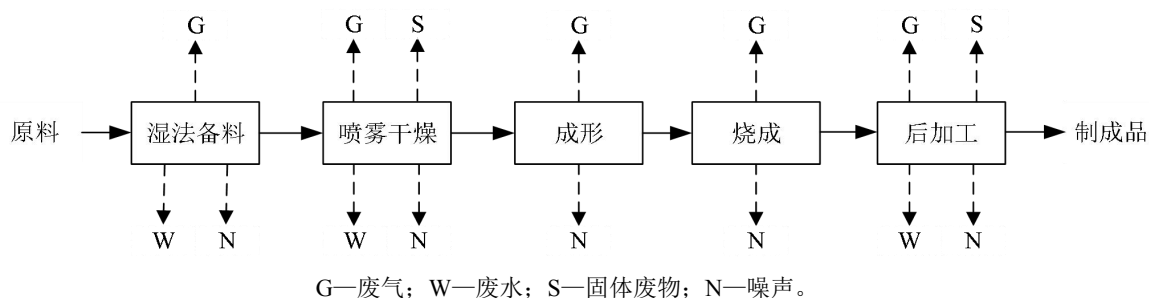 G G S G G G S
原料 湿法备料 喷雾干燥 成形 烧成 后加工 制成品
W N W N N N W N
G—废气；W—废水；S—固体废物；N—噪声。